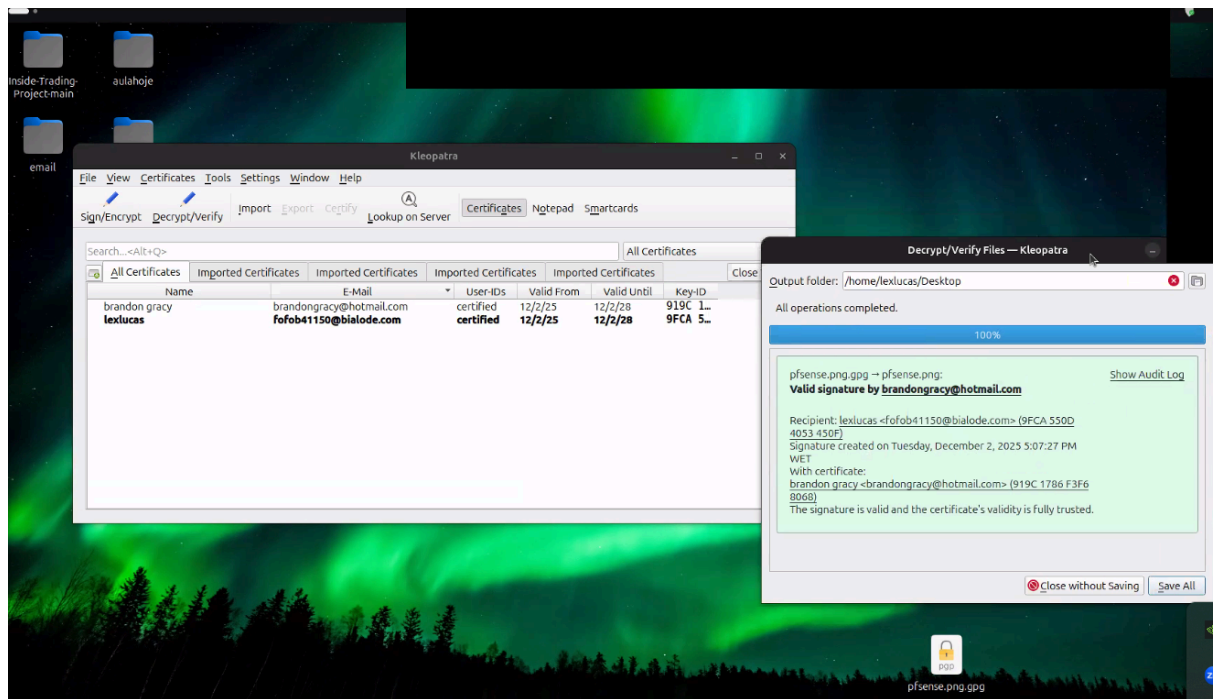 Inside-Trading-
Project-main
aulahoje
email
Kleopatra
File View Certificates Tools Settings Window Help
Sign/Encrypt Decrypt/Verify Import Export Certify Lookup on Server Certificates Notepad Smartcards
Search...<Alt+Q> All Certificates
All Certificates Imported Certificates Imported Certificates Imported Certificates Imported Certificates Close
Name E-Mail User-IDs Valid From Valid Until Key-ID
brandon gracy brandongracy@hotmail.com certified 12/2/25 12/2/28 919C 1...
lexlucas fofob41150@bialode.com certified 12/2/25 12/2/28 9FCA 5...
Decrypt/Verify Files — Kleopatra
Output folder: /home/lexlucas/Desktop
All operations completed.
100%
pfsense.png.gpg → pfsense.png: Show Audit Log
Valid signature by brandongracy@hotmail.com
Recipient: lexlucas <fofob41150@bialode.com> (9FCA 550D
4053 450F)
Signature created on Tuesday, December 2, 2025 5:07:27 PM
WET
With certificate:
brandon gracy <brandongracy@hotmail.com> (919C 1786 F3F6
8068)
The signature is valid and the certificate's validity is fully trusted.
Close without Saving Save All
pgp
pfsense.png.gpg